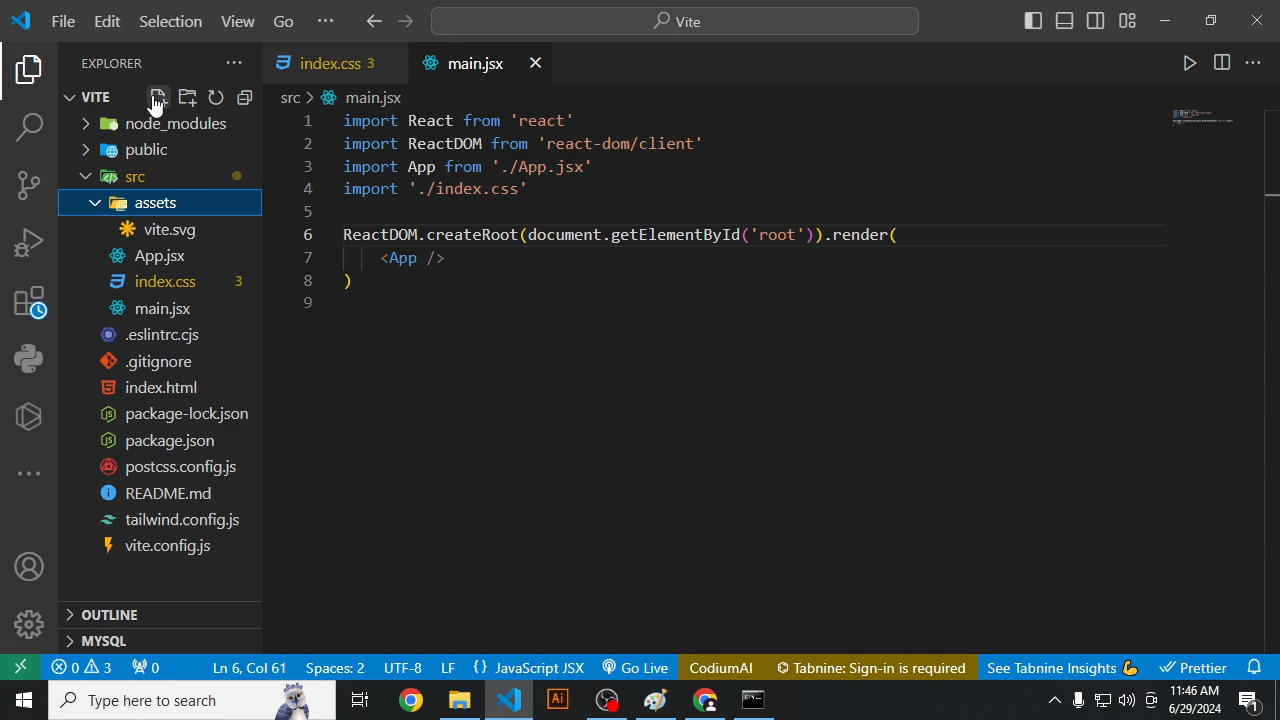 File Edit Selection View Go ··· Vite
EXPLORER ···
index.css 3 main.jsx
VITE
src > main.jsx
node_modules
public
src
assets
vite.svg
App.jsx
index.css 3
main.jsx
.eslintrc.cjs
.gitignore
index.html
package-lock.json
package.json
postcss.config.js
README.md
tailwind.config.js
vite.config.js
OUTLINE
MYSQL
1 import React from 'react'
2 import ReactDOM from 'react-dom/client'
3 import App from './App.jsx'
4 import './index.css'
5
6 ReactDOM.createRoot(document.getElementById('root')).render(
7 <App />
8 )
9
0 3 0 Ln 6, Col 61 Spaces: 2 UTF-8 LF {} JavaScript JSX Go Live CodiumAI Tabnine: Sign-in is required See Tabnine Insights Prettier
Type here to search Ai 11:46 AM
6/29/2024 1